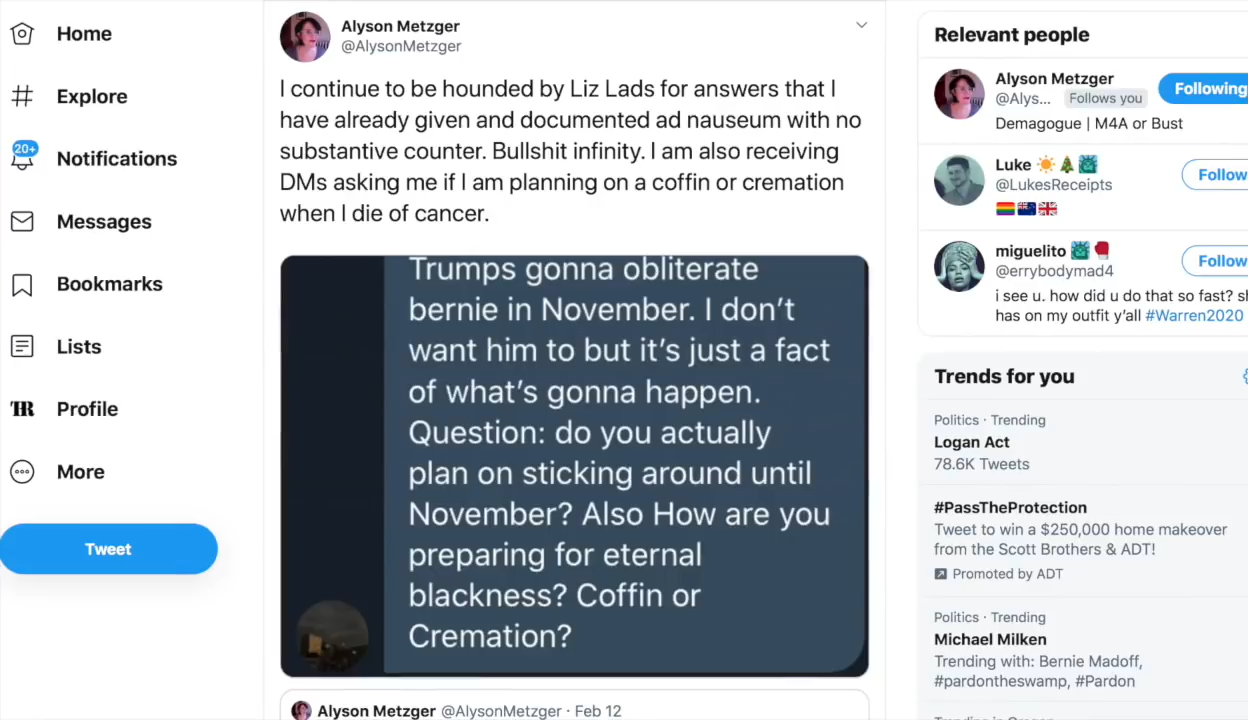 Home
Explore
20+
Notifications
Messages
Bookmarks
Lists
Profile
More
Tweet
Alyson Metzger
@AlysonMetzger
I continue to be hounded by Liz Lads for answers that I
have already given and documented ad nauseum with no
substantive counter. Bullshit infinity. I am also receiving
DMs asking me if I am planning on a coffin or cremation
when I die of cancer.
Trumps gonna obliterate
bernie in November. I don't
want him to but it's just a fact
of what's gonna happen.
Question: do you actually
plan on sticking around until
November? Also How are you
preparing for eternal
blackness? Coffin or
Cremation?
Alyson Metzger @AlysonMetzger · Feb 12
Relevant people
Alyson Metzger
@Alys... Follows you
Following
Demagogue | M4A or Bust
Luke
@LukesReceipts
Follow
miguelito
@errybodymad4
Follow
i see u. how did u do that so fast?
has on my outfit y'all #Warren2020
Trends for you
Politics · Trending
Logan Act
78.6K Tweets
#PassTheProtection
Tweet to win a $250,000 home makeover
from the Scott Brothers & ADT!
Promoted by ADT
Politics · Trending
Michael Milken
Trending with: Bernie Madoff,
#pardontheswamp, #Pardon